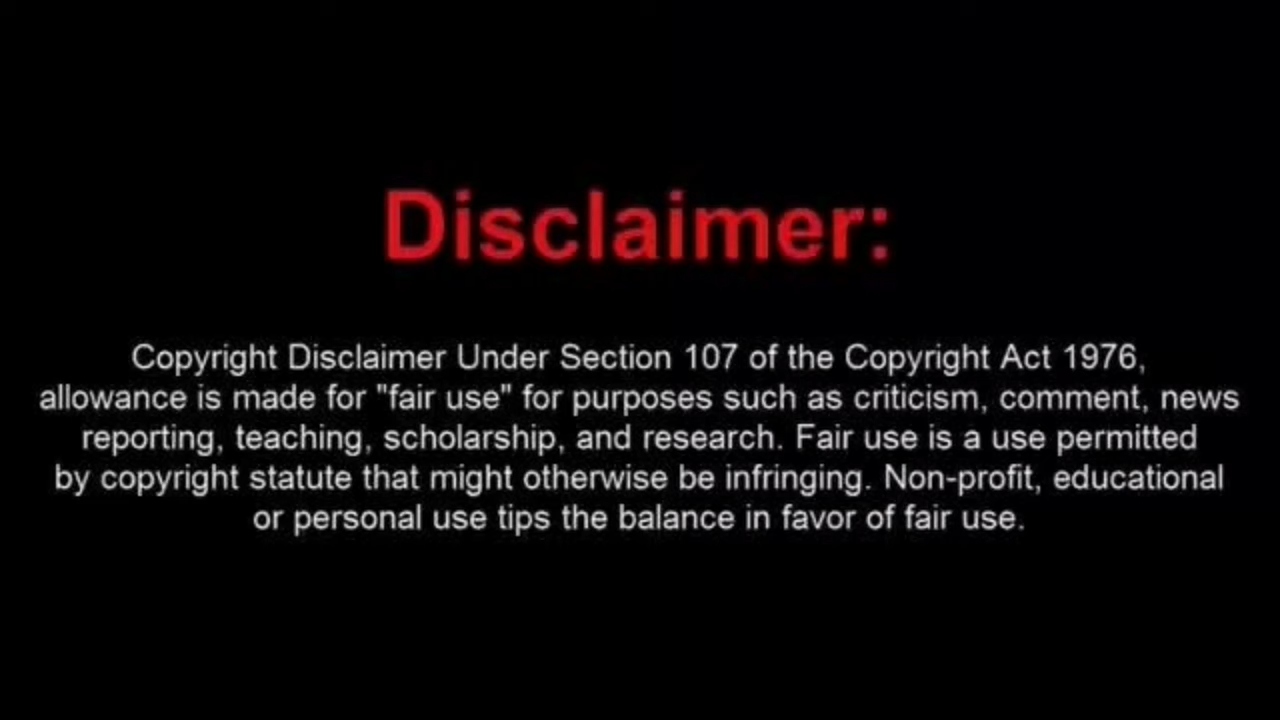 Disclaimer:
Copyright Disclaimer Under Section 107 of the Copyright Act 1976,
allowance is made for "fair use" for purposes such as criticism, comment, news
reporting, teaching, scholarship, and research. Fair use is a use permitted
by copyright statute that might otherwise be infringing. Non-profit, educational
or personal use tips the balance in favor of fair use.